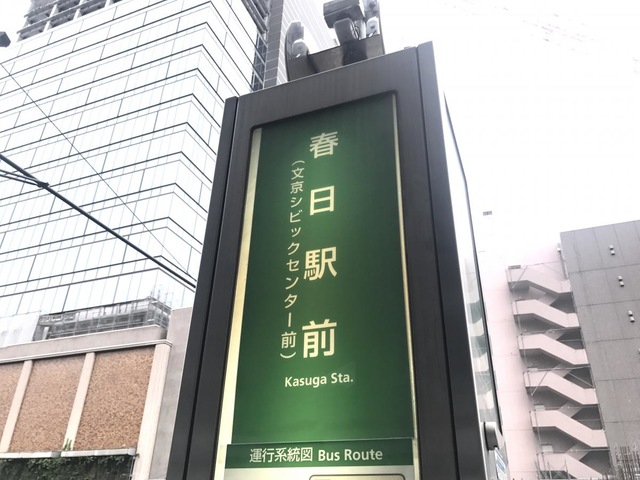 春日駅前
（文京シビックセンター前）
Kasuga Sta.
運行系統図 Bus Route